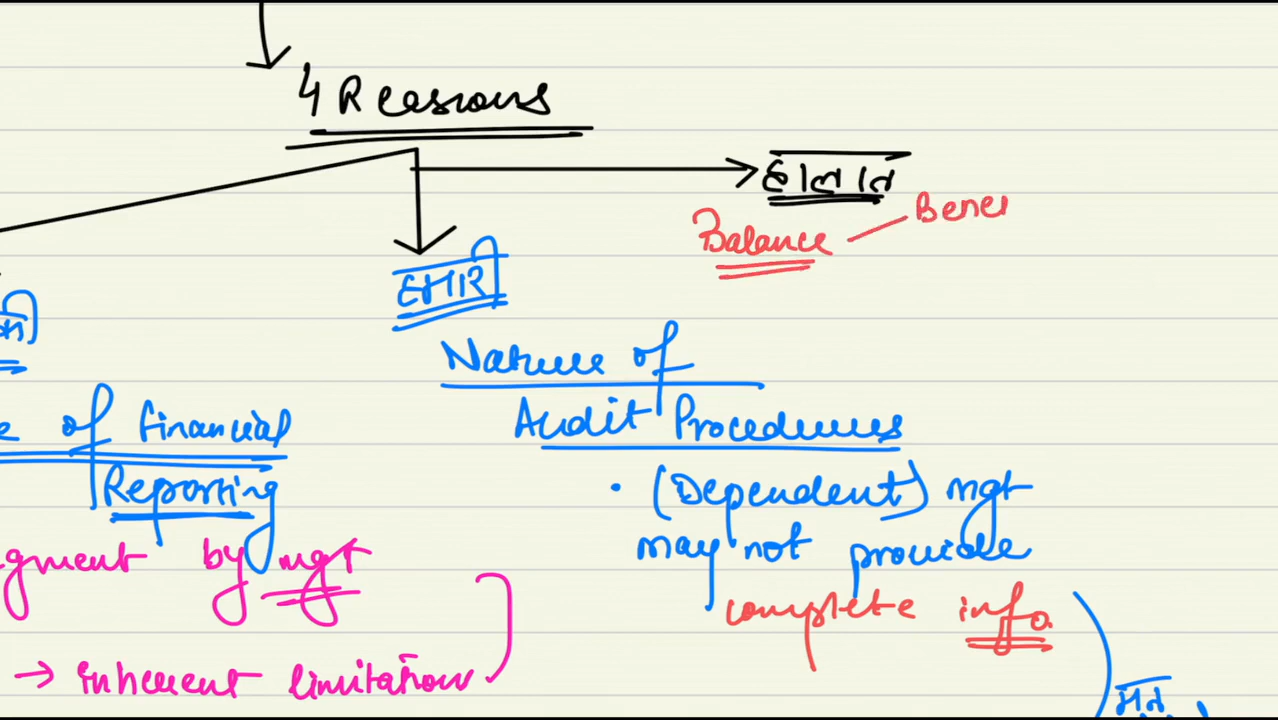 4 Reasons
हालात
Balance
Nature of
Audit Procedures
of financial
Reporting
• (Dependent) mgt
may not provide
complete info.
by mgt
→ inherent limitation